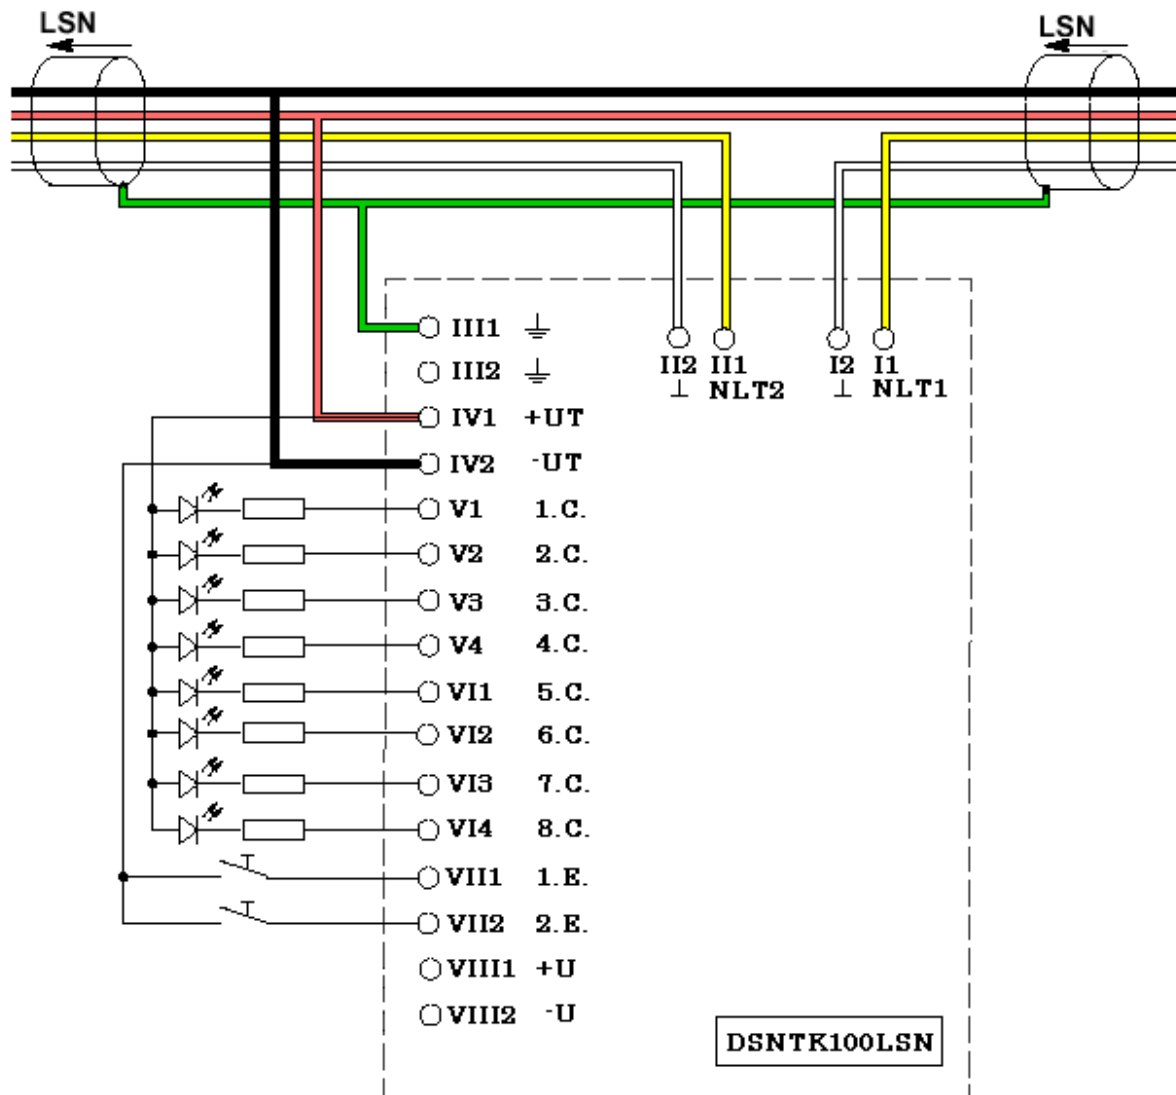 LSN
LSN
III1 ⏚
III2 ⏚
IV1 +UT
IV2 -UT
V1 1.C.
V2 2.C.
V3 3.C.
V4 4.C.
VI1 5.C.
VI2 6.C.
VI3 7.C.
VI4 8.C.
VII1 1.E.
VII2 2.E.
VIII1 +U
VIII2 -U
II2 II1
⊥ NLT2
I2 I1
⊥ NLT1
DSNTK100LSN